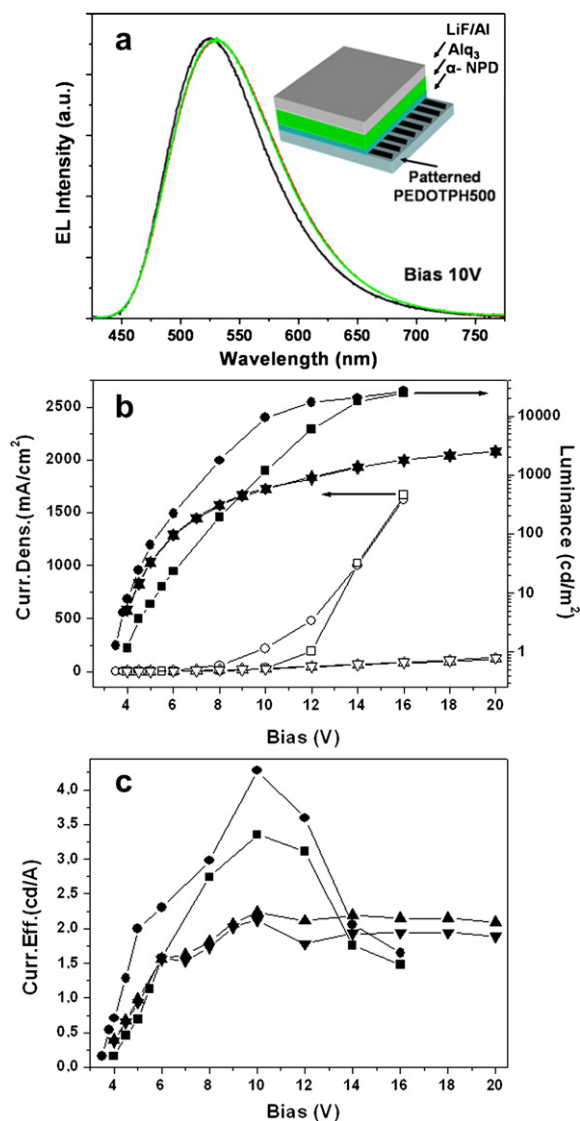 a
LiF/Al
Alq3
α- NPD
Patterned
PEDOTPH500
Bias 10V
EL Intensity (a.u.)
450 500 550 600 650 700 750
Wavelength (nm)
b
2500
2000
1500
1000
500
0
Curr.Dens.(mA/cm²)
10000
1000
100
10
1
Luminance (cd/m²)
4 6 8 10 12 14 16 18 20
Bias (V)
c
4.0
3.5
3.0
2.5
2.0
1.5
1.0
0.5
0.0
Curr.Eff.(cd/A)
4 6 8 10 12 14 16 18 20
Bias (V)